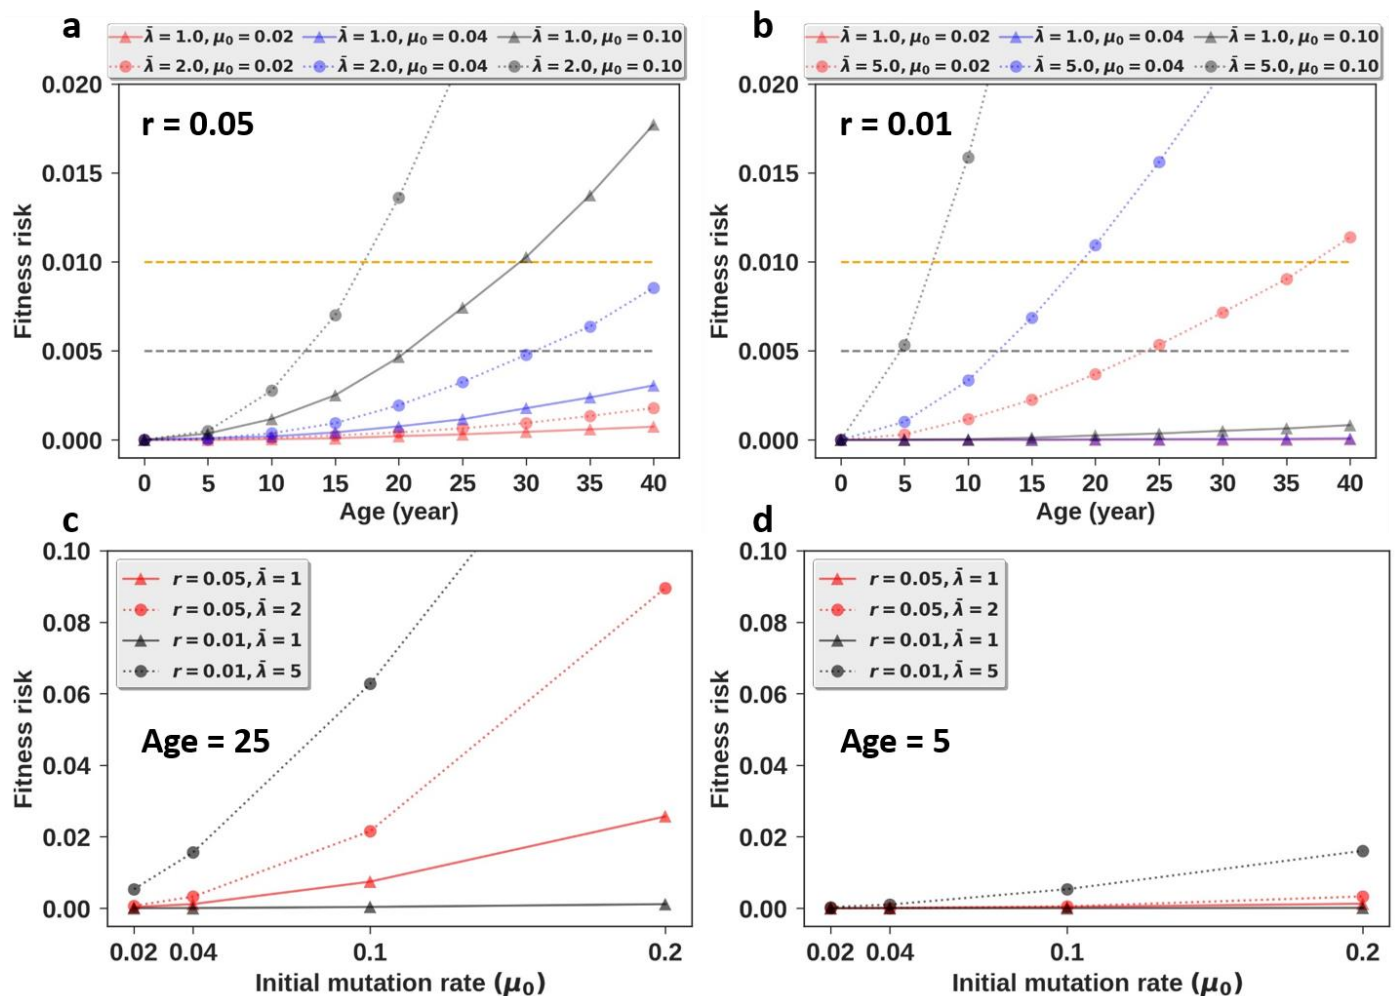 a
λ̄ = 1.0, μ₀ = 0.02 λ̄ = 1.0, μ₀ = 0.04 λ̄ = 1.0, μ₀ = 0.10
λ̄ = 2.0, μ₀ = 0.02 λ̄ = 2.0, μ₀ = 0.04 λ̄ = 2.0, μ₀ = 0.10
r = 0.05
Fitness risk
0.020
0.015
0.010
0.005
0.000
0 5 10 15 20 25 30 35 40
Age (year)
b
λ̄ = 1.0, μ₀ = 0.02 λ̄ = 1.0, μ₀ = 0.04 λ̄ = 1.0, μ₀ = 0.10
λ̄ = 5.0, μ₀ = 0.02 λ̄ = 5.0, μ₀ = 0.04 λ̄ = 5.0, μ₀ = 0.10
r = 0.01
Fitness risk
0.020
0.015
0.010
0.005
0.000
0 5 10 15 20 25 30 35 40
Age (year)
c
r = 0.05, λ̄ = 1
r = 0.05, λ̄ = 2
r = 0.01, λ̄ = 1
r = 0.01, λ̄ = 5
Age = 25
Fitness risk
0.10
0.08
0.06
0.04
0.02
0.00
0.02 0.04 0.1 0.2
Initial mutation rate (μ₀)
d
r = 0.05, λ̄ = 1
r = 0.05, λ̄ = 2
r = 0.01, λ̄ = 1
r = 0.01, λ̄ = 5
Age = 5
Fitness risk
0.10
0.08
0.06
0.04
0.02
0.00
0.02 0.04 0.1 0.2
Initial mutation rate (μ₀)